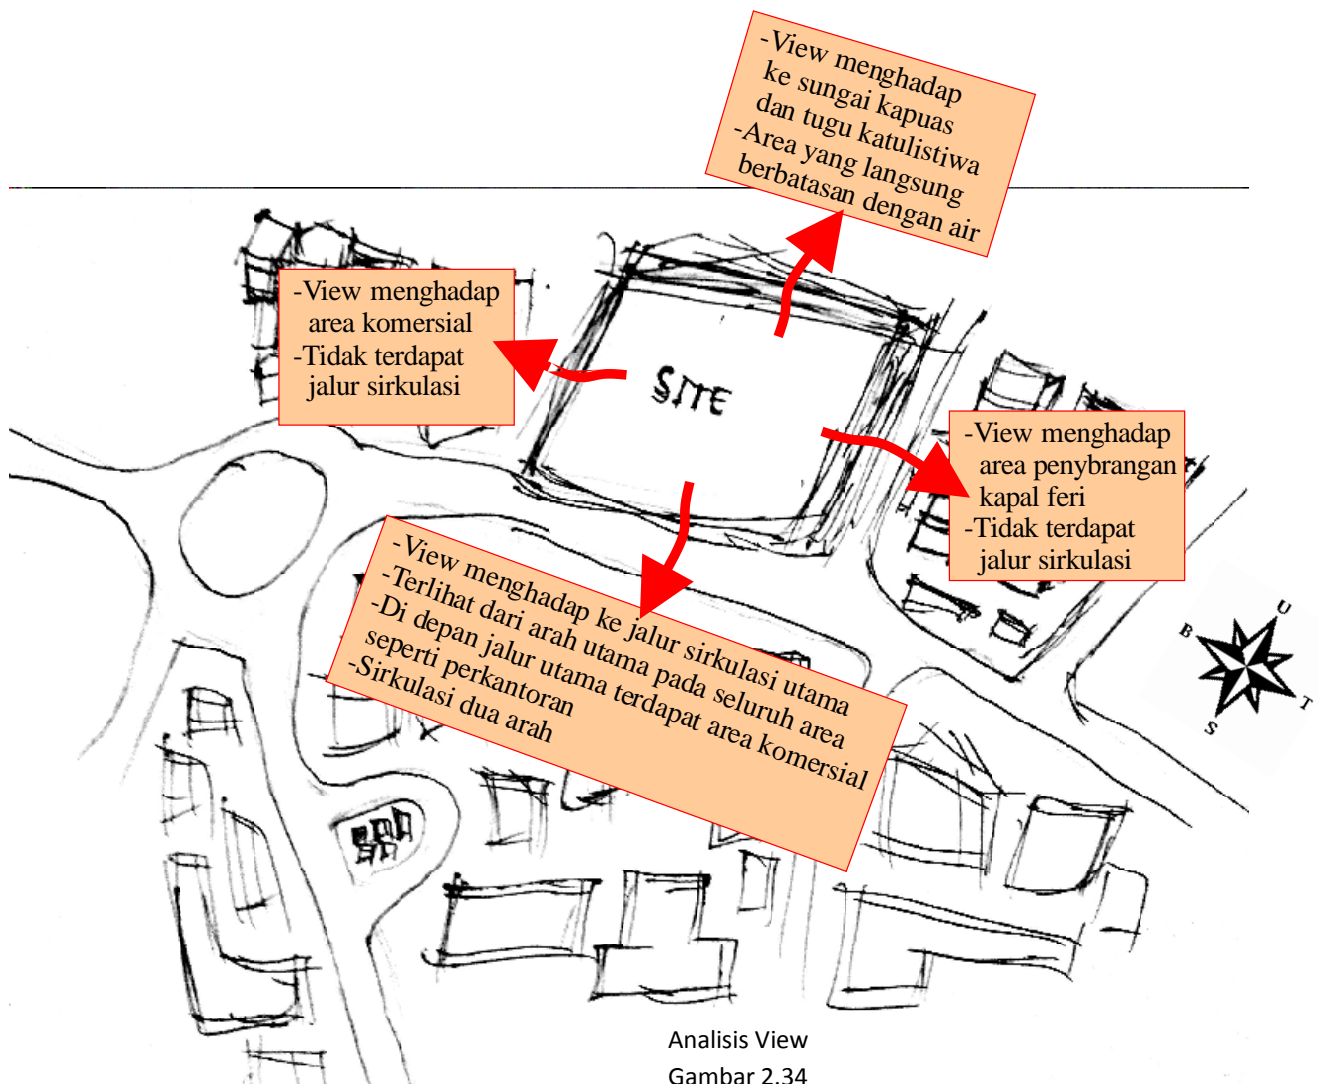 -View menghadap
ke sungai kapuas
dan tugu katulistiwa
-Area yang langsung
berbatasan dengan air
-View menghadap
area komersial
-Tidak terdapat
jalur sirkulasi
SITE
-View menghadap
area penybrangan
kapal feri
-Tidak terdapat
jalur sirkulasi
-View menghadap ke jalur sirkulasi utama
-Terlihat dari arah utama pada seluruh area
-Di depan jalur utama terdapat area komersial
seperti perkantoran
-Sirkulasi dua arah
U
B
T
S
Analisis View
Gambar 2.34